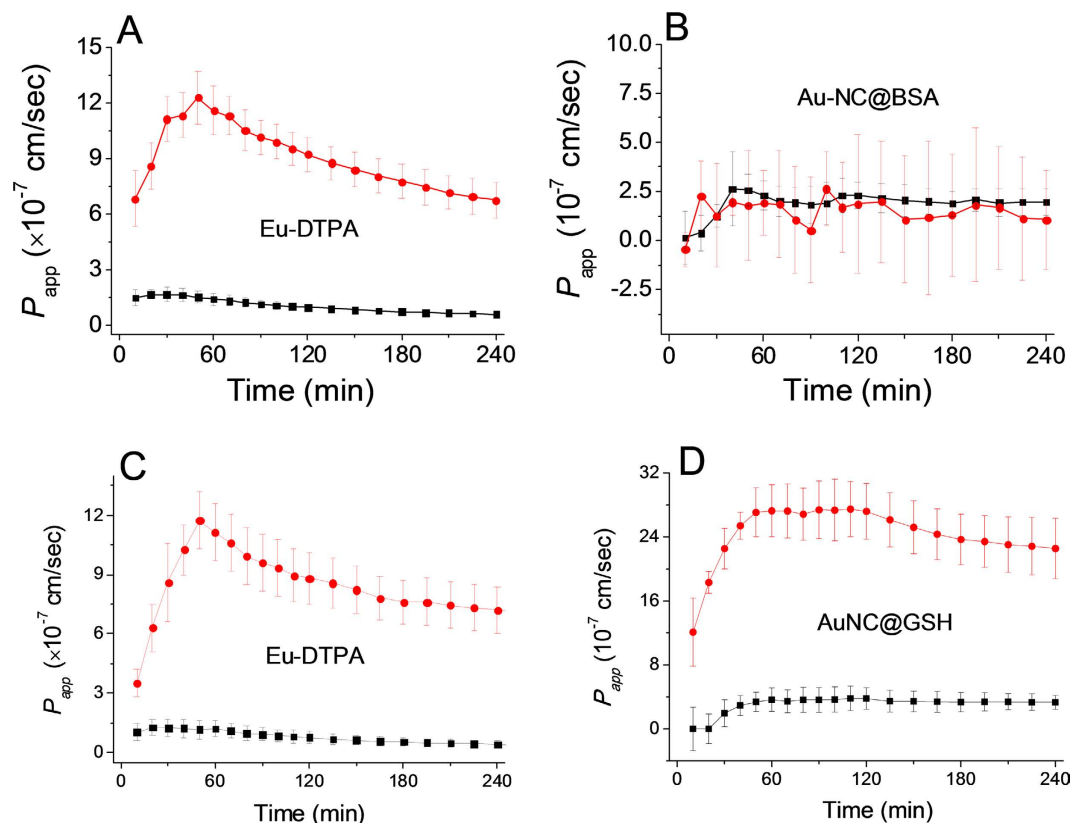 A
15
12
9
6
3
0
P_app (×10⁻⁷ cm/sec)
Eu-DTPA
0 60 120 180 240
Time (min)
B
10.0
7.5
5.0
2.5
0.0
-2.5
P_app (10⁻⁷ cm/sec)
Au-NC@BSA
0 60 120 180 240
Time (min)
C
12
9
6
3
0
P_app (×10⁻⁷ cm/sec)
Eu-DTPA
0 60 120 180 240
Time (min)
D
32
24
16
8
0
P_app (10⁻⁷ cm/sec)
AuNC@GSH
0 60 120 180 240
Time (min)